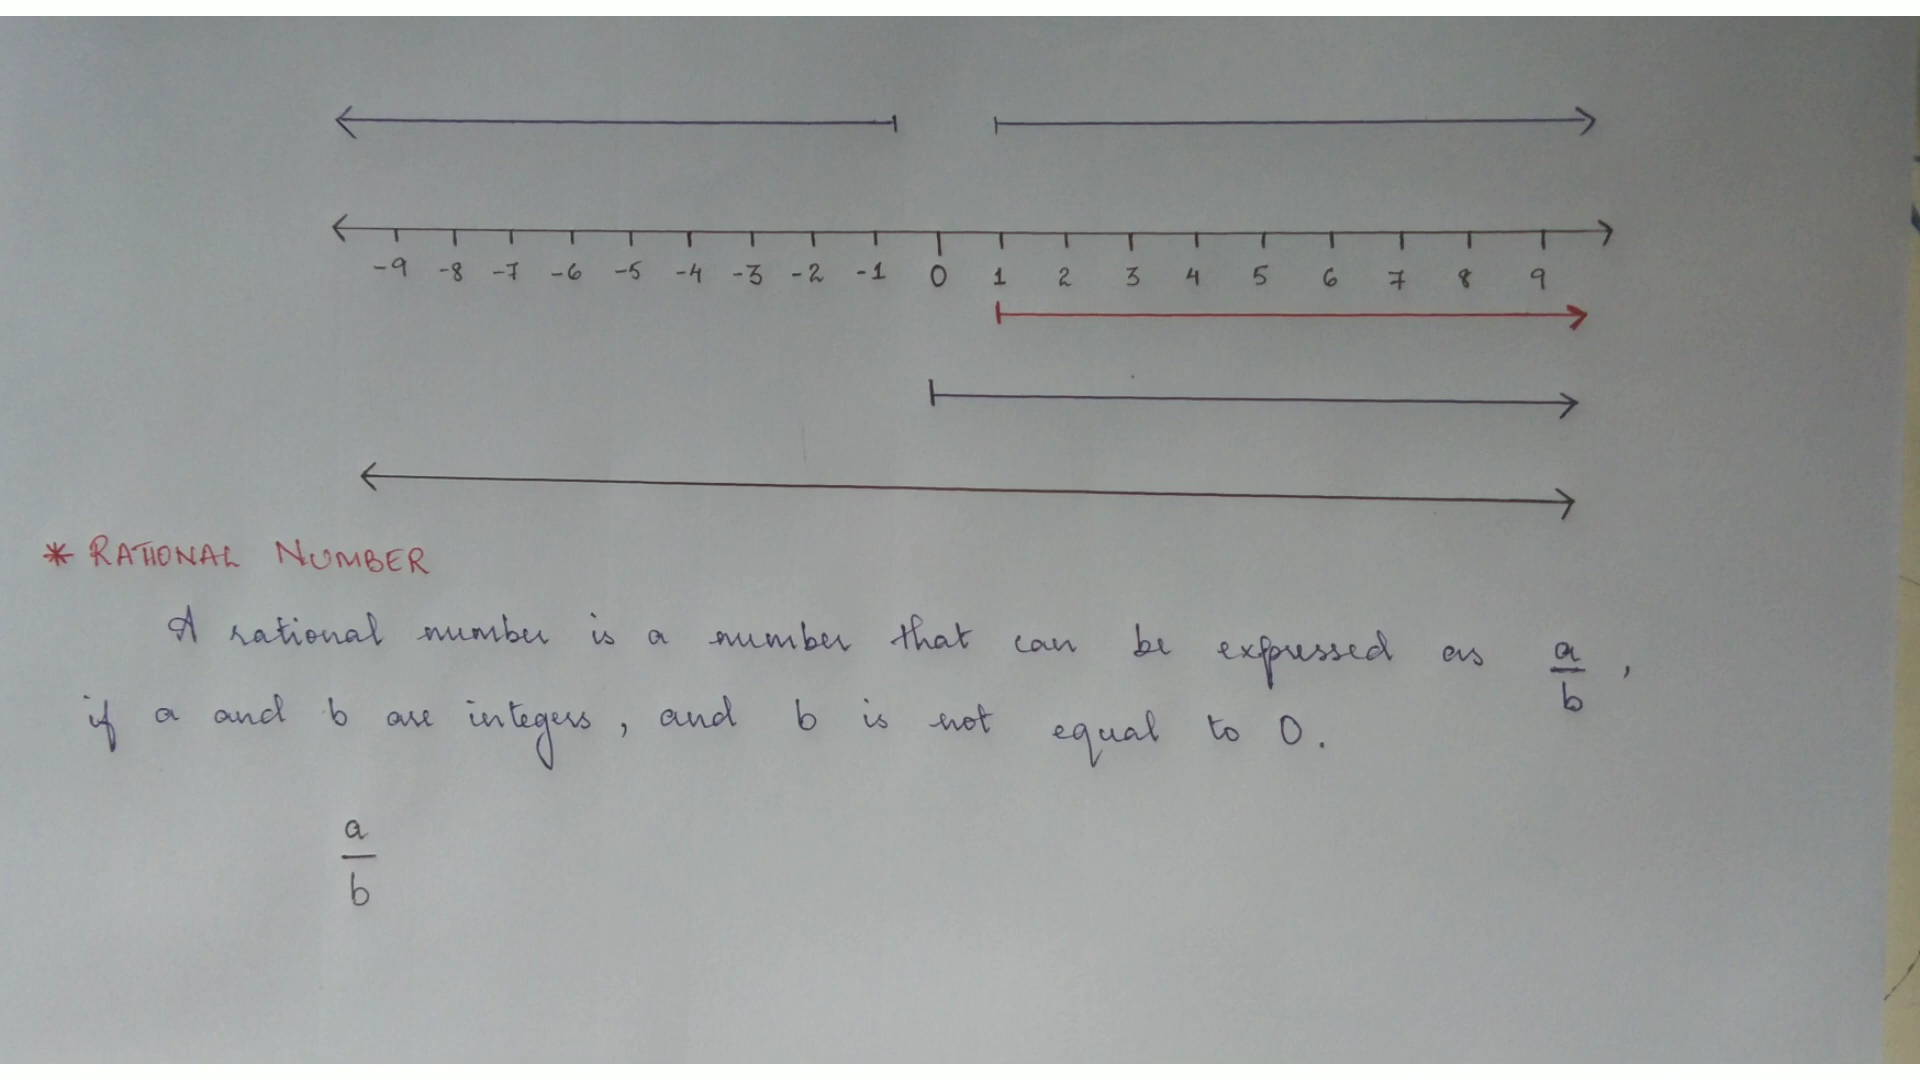 -9 -8 -7 -6 -5 -4 -3 -2 -1 0 1 2 3 4 5 6 7 8 9
* RATIONAL NUMBER
A rational number is a number that can be expressed as a/b ,
if a and b are integers, and b is not equal to 0.
a
b